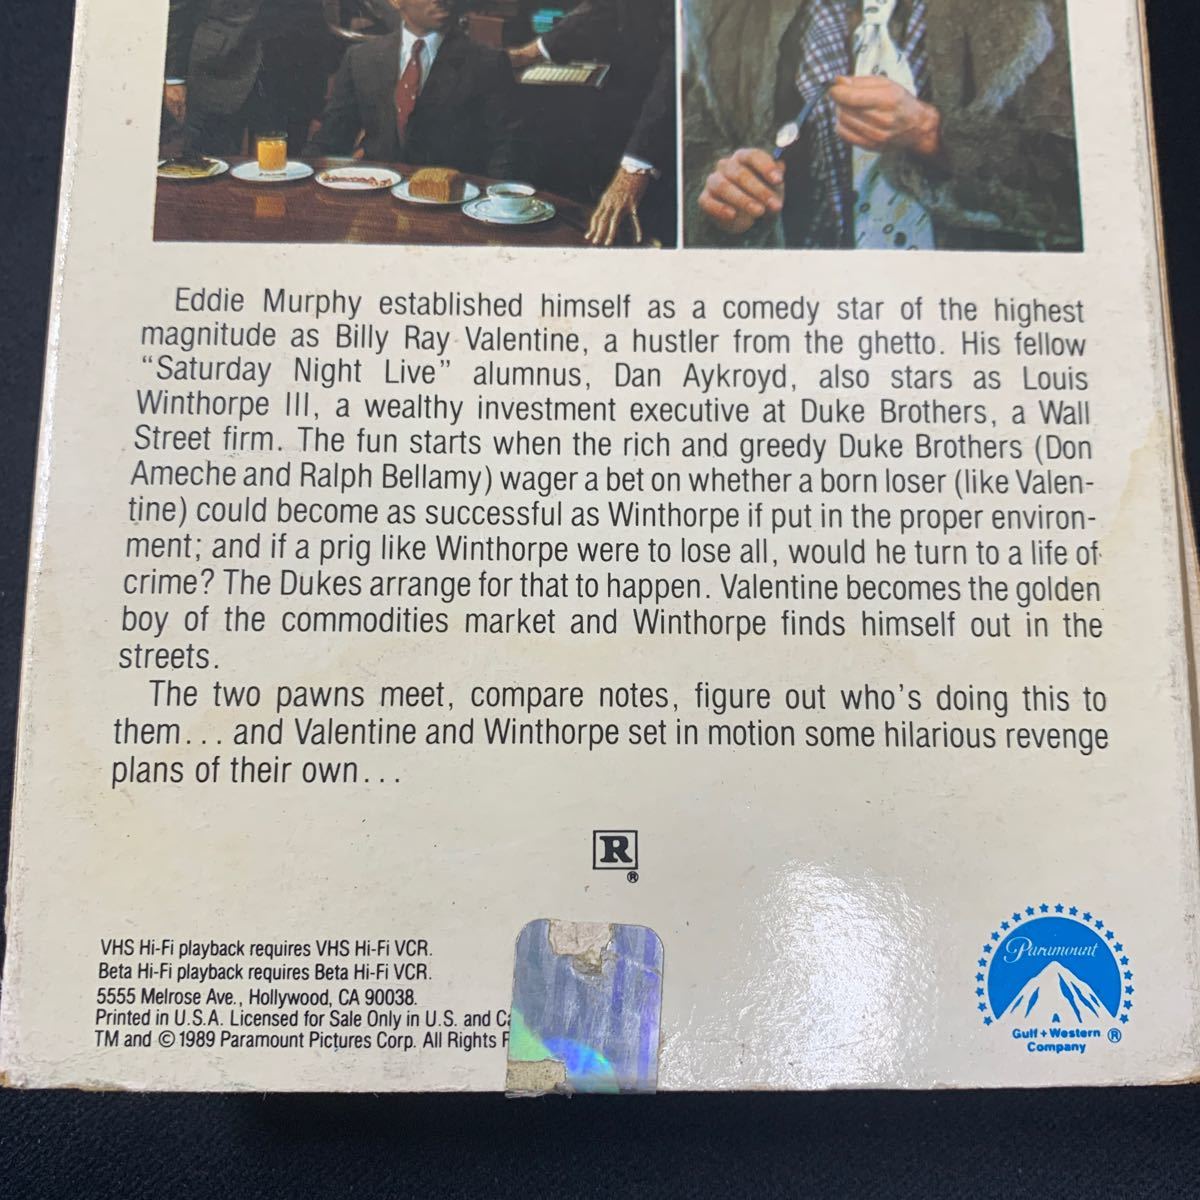 Eddie Murphy established himself as a comedy star of the highest
magnitude as Billy Ray Valentine, a hustler from the ghetto. His fellow
“Saturday Night Live” alumnus, Dan Aykroyd, also stars as Louis
Winthorpe III, a wealthy investment executive at Duke Brothers, a Wall
Street firm. The fun starts when the rich and greedy Duke Brothers (Don
Ameche and Ralph Bellamy) wager a bet on whether a born loser (like Valen-
tine) could become as successful as Winthorpe if put in the proper environ-
ment; and if a prig like Winthorpe were to lose all, would he turn to a life of
crime? The Dukes arrange for that to happen. Valentine becomes the golden
boy of the commodities market and Winthorpe finds himself out in the
streets.
The two pawns meet, compare notes, figure out who’s doing this to
them... and Valentine and Winthorpe set in motion some hilarious revenge
plans of their own...
R
®
VHS Hi-Fi playback requires VHS Hi-Fi VCR.
Beta Hi-Fi playback requires Beta Hi-Fi VCR.
5555 Melrose Ave., Hollywood, CA 90038.
Printed in U.S.A. Licensed for Sale Only in U.S. and
TM and © 1989 Paramount Pictures Corp. All Rights
Paramount
A
Gulf+Western ®
Company